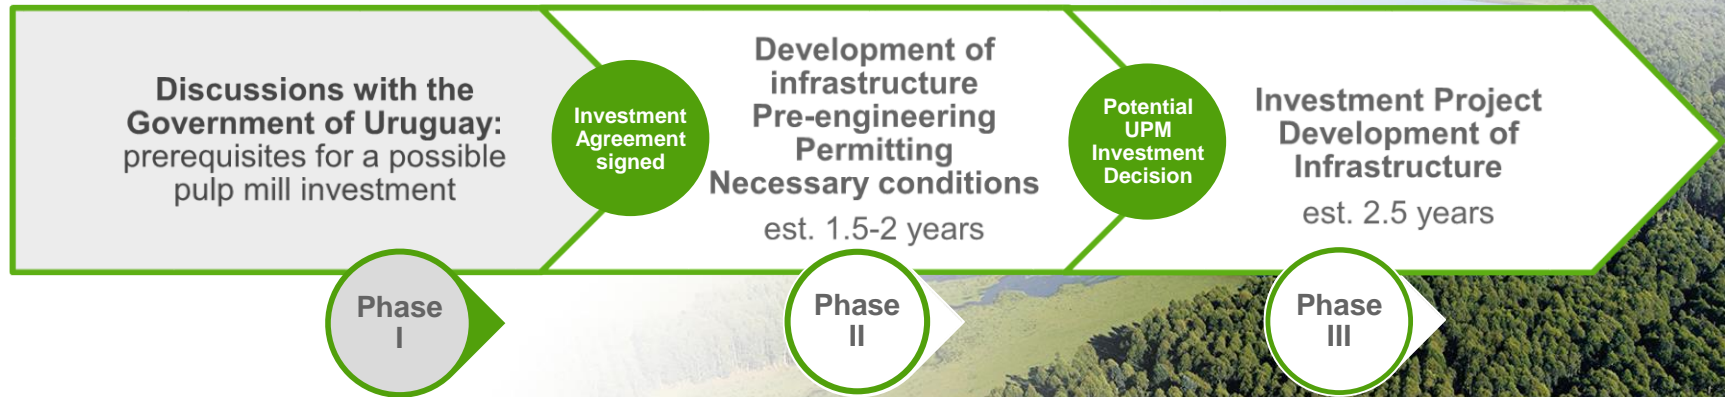 Discussions with the
Government of Uruguay:
prerequisites for a possible
pulp mill investment
Investment
Agreement
signed
Development of
infrastructure
Pre-engineering
Permitting
Necessary conditions
est. 1.5-2 years
Potential
UPM
Investment
Decision
Investment Project
Development of
Infrastructure
est. 2.5 years
Phase
I
Phase
II
Phase
III